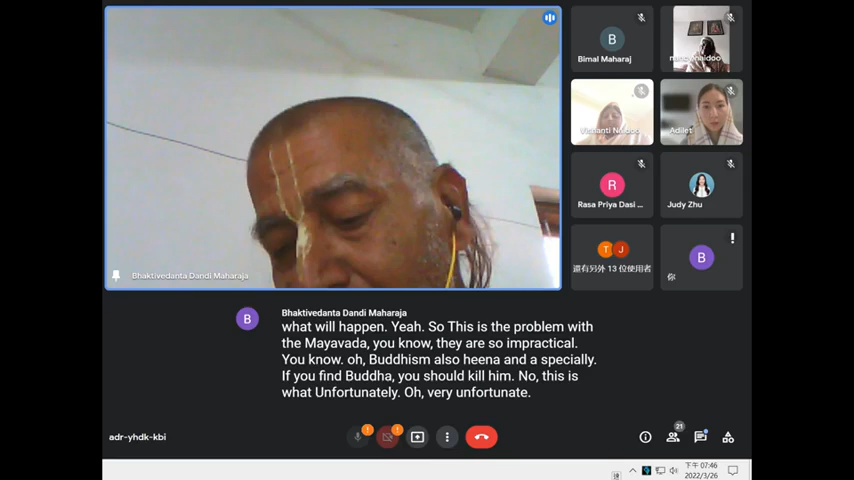 B
Bimal Maharaj
Adilet
R
Rasa Priya Dasi ...
Judy Zhu
T J
還有另外 13 位使用者
B
你
Bhaktivedanta Dandi Maharaja
B
Bhaktivedanta Dandi Maharaja
what will happen. Yeah. So This is the problem with
the Mayavada, you know, they are so impractical.
You know. oh, Buddhism also heena and a specially.
If you find Buddha, you should kill him. No, this is
what Unfortunately. Oh, very unfortunate.
adr-yhdk-kbi
21
下午 07:46
2022/3/26